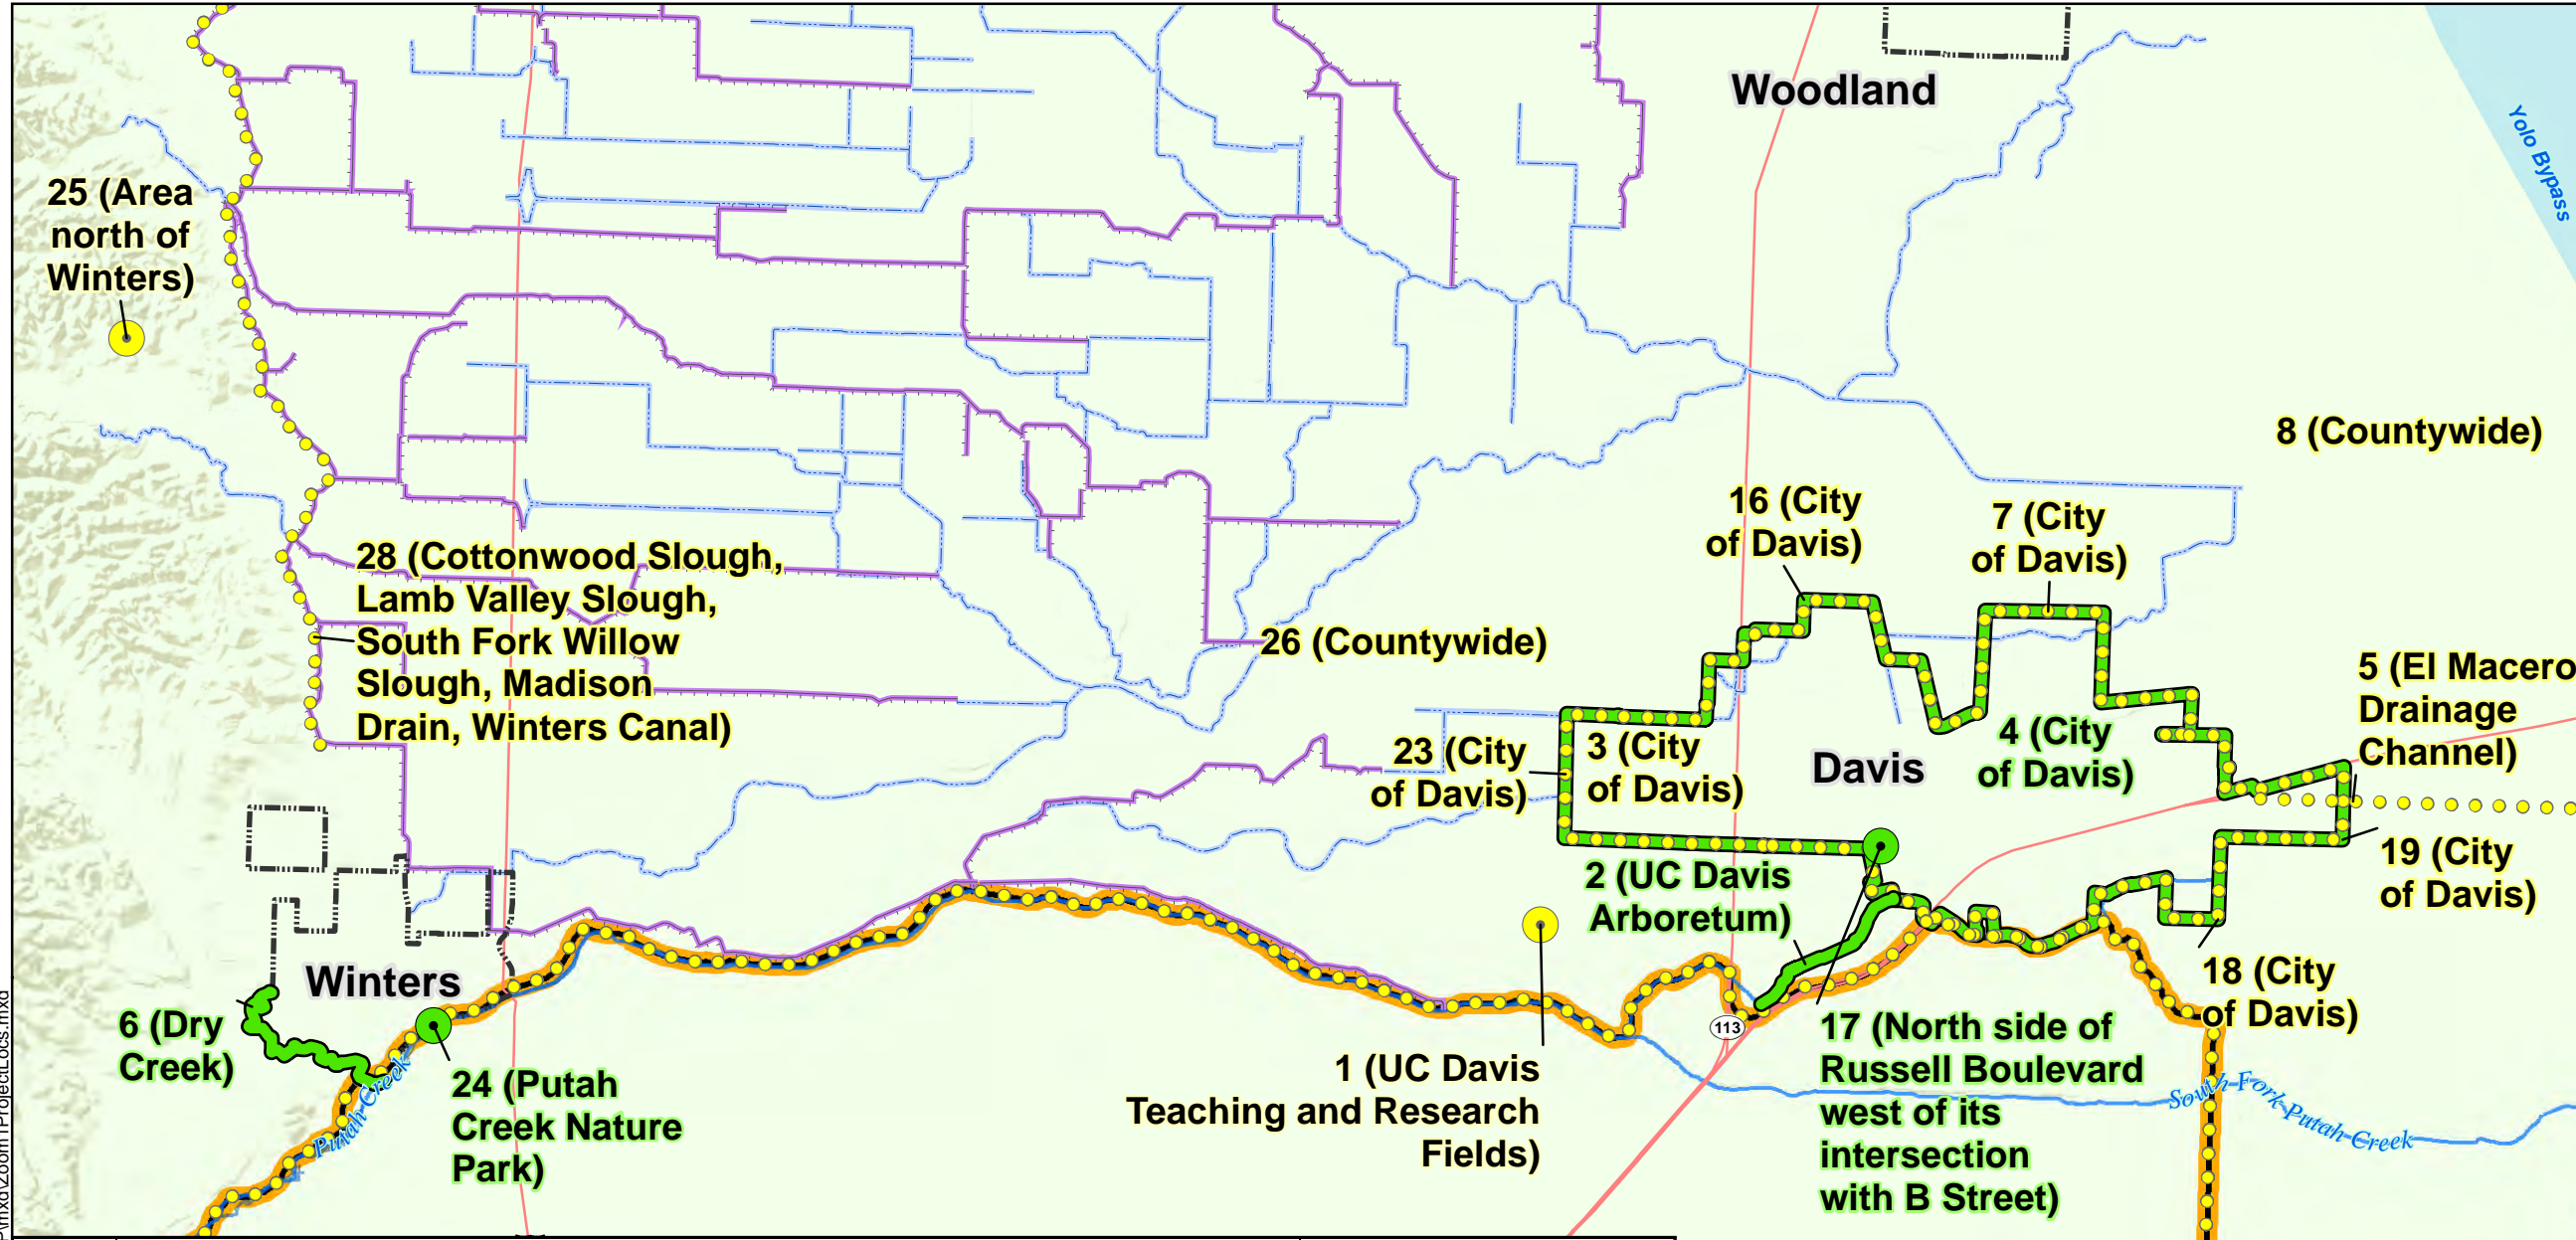 Woodland
Yolo Bypass
25 (Area
north of
Winters)
8 (Countywide)
16 (City
of Davis)
7 (City
of Davis)
28 (Cottonwood Slough,
Lamb Valley Slough,
South Fork Willow
Slough, Madison
Drain, Winters Canal)
26 (Countywide)
5 (El Macero
Drainage
Channel)
23 (City
of Davis)
3 (City
of Davis)
Davis
4 (City
of Davis)
19 (City
of Davis)
2 (UC Davis
Arboretum)
Winters
18 (City
of Davis)
6 (Dry
Creek)
113
24 (Putah
Creek Nature
Park)
Putah Creek
1 (UC Davis
Teaching and Research
Fields)
17 (North side of
Russell Boulevard
west of its
intersection
with B Street)
South Fork Putah Creek
P:\mxd\Zoom1ProjectLocs.mxd